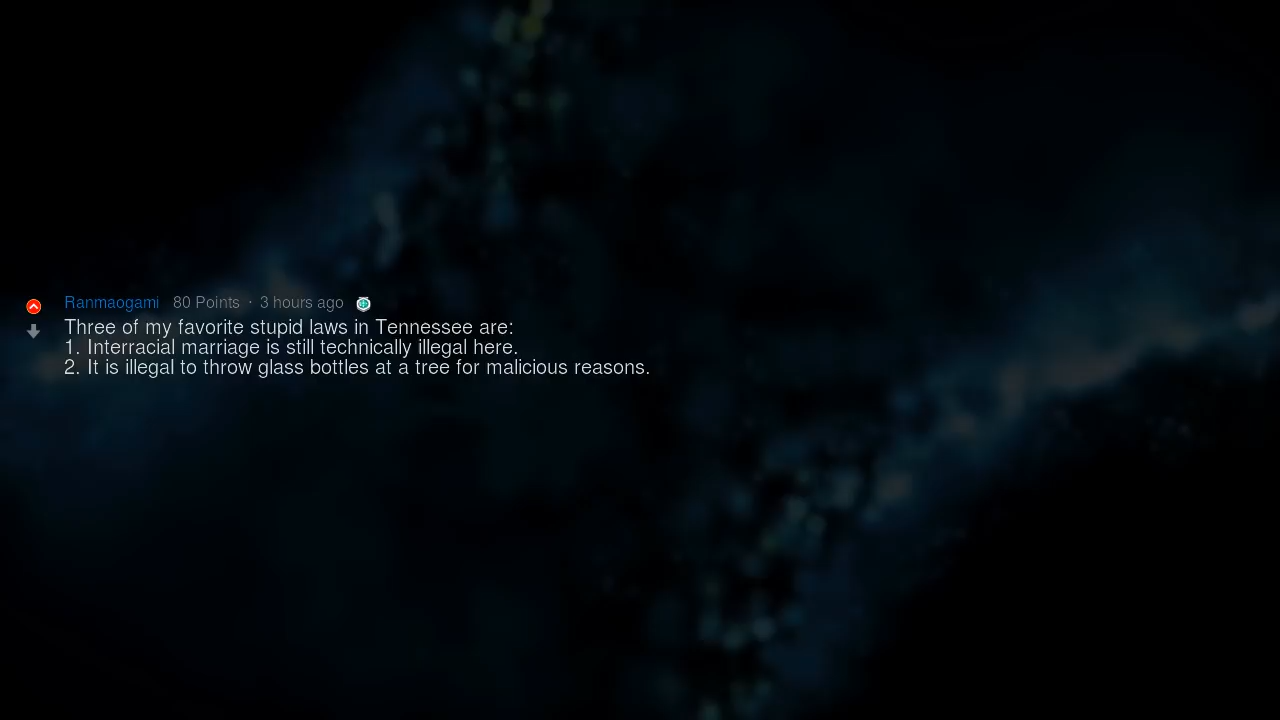 Ranmaogami 80 Points · 3 hours ago
Three of my favorite stupid laws in Tennessee are:
1. Interracial marriage is still technically illegal here.
2. It is illegal to throw glass bottles at a tree for malicious reasons.